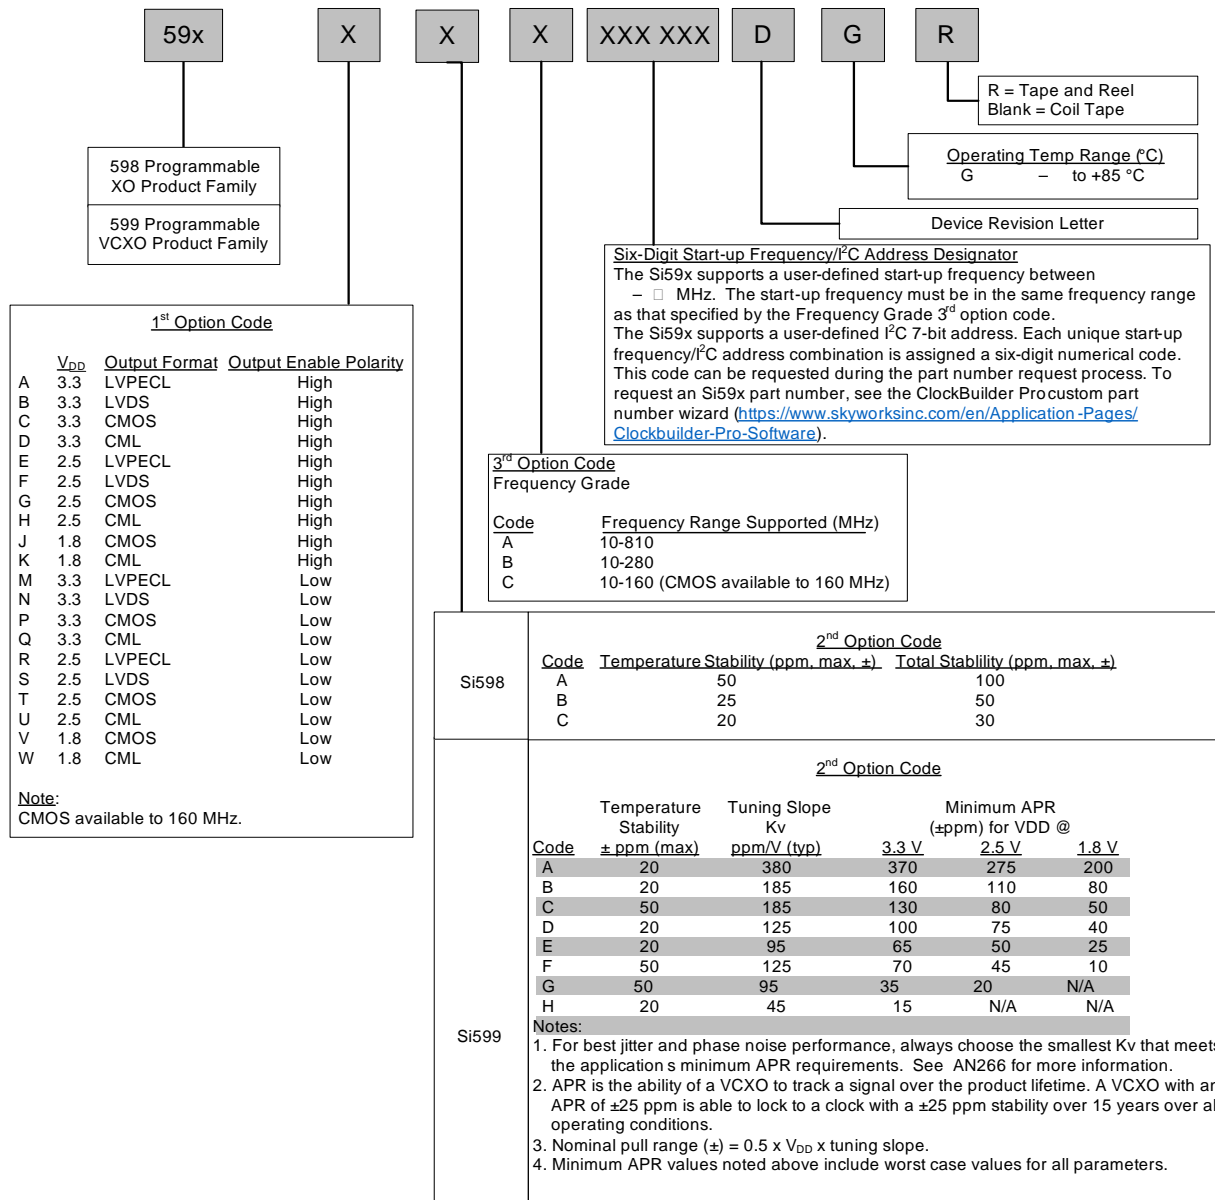 59x X X X XXX XXX D G R
R = Tape and Reel
Blank = Coil Tape
Operating Temp Range (°C)
G – to +85 °C
Device Revision Letter
598 Programmable
XO Product Family
599 Programmable
VCXO Product Family
Six-Digit Start-up Frequency/I²C Address Designator
The Si59x supports a user-defined start-up frequency between
– □ MHz. The start-up frequency must be in the same frequency range
as that specified by the Frequency Grade 3rd option code.
The Si59x supports a user-defined I²C 7-bit address. Each unique start-up
frequency/I²C address combination is assigned a six-digit numerical code.
This code can be requested during the part number request process. To
request an Si59x part number, see the ClockBuilder Procustom part
number wizard (https://www.skyworksinc.com/en/Application-Pages/
Clockbuilder-Pro-Software).
1st Option Code
VDD Output Format Output Enable Polarity
A 3.3 LVPECL High
B 3.3 LVDS High
C 3.3 CMOS High
D 3.3 CML High
E 2.5 LVPECL High
F 2.5 LVDS High
G 2.5 CMOS High
H 2.5 CML High
J 1.8 CMOS High
K 1.8 CML High
M 3.3 LVPECL Low
N 3.3 LVDS Low
P 3.3 CMOS Low
Q 3.3 CML Low
R 2.5 LVPECL Low
S 2.5 LVDS Low
T 2.5 CMOS Low
U 2.5 CML Low
V 1.8 CMOS Low
W 1.8 CML Low
Note:
CMOS available to 160 MHz.
3rd Option Code
Frequency Grade
Code Frequency Range Supported (MHz)
A 10-810
B 10-280
C 10-160 (CMOS available to 160 MHz)
Si598
2nd Option Code
Code Temperature Stability (ppm, max, ±) Total Stablility (ppm, max, ±)
A 50 100
B 25 50
C 20 30
Si599
2nd Option Code
Temperature Tuning Slope Minimum APR
Stability Kv (±ppm) for VDD @
Code ± ppm (max) ppm/V (typ) 3.3 V 2.5 V 1.8 V
A 20 380 370 275 200
B 20 185 160 110 80
C 50 185 130 80 50
D 20 125 100 75 40
E 20 95 65 50 25
F 50 125 70 45 10
G 50 95 35 20 N/A
H 20 45 15 N/A N/A
Notes:
1. For best jitter and phase noise performance, always choose the smallest Kv that meets
the application s minimum APR requirements. See AN266 for more information.
2. APR is the ability of a VCXO to track a signal over the product lifetime. A VCXO with an
APR of ±25 ppm is able to lock to a clock with a ±25 ppm stability over 15 years over al
operating conditions.
3. Nominal pull range (±) = 0.5 x VDD x tuning slope.
4. Minimum APR values noted above include worst case values for all parameters.